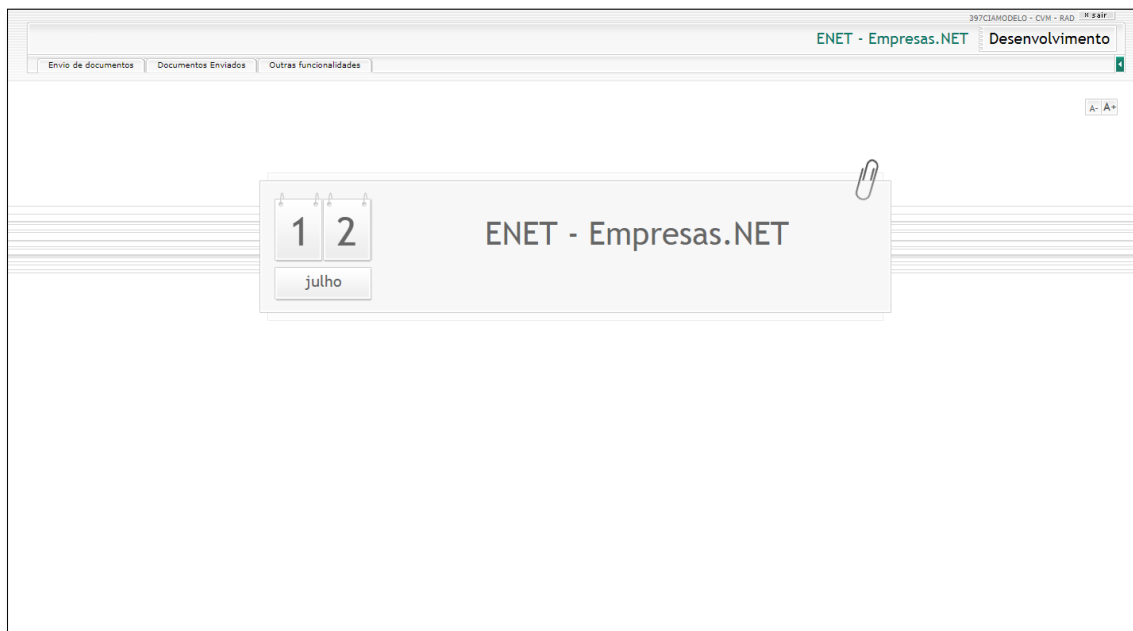 397CIAMODELO - CVM - RAD sair
ENET - Empresas.NET Desenvolvimento
Envio de documentos Documentos Enviados Outras funcionalidades
A- A+
1 2 ENET - Empresas.NET
julho